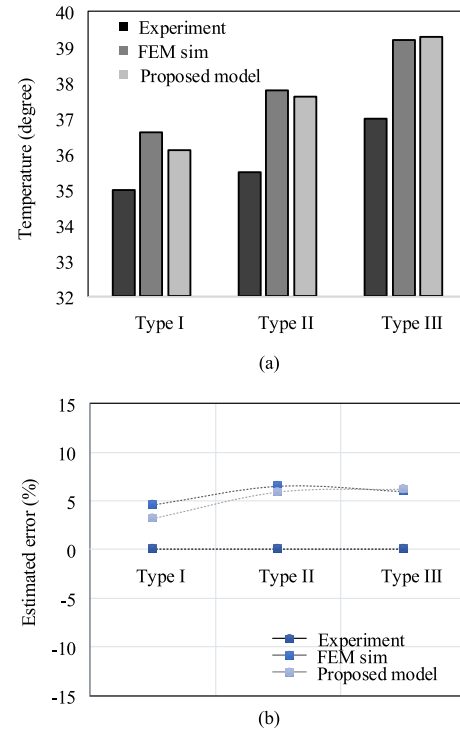 40
39
38
37
36
35
34
33
32
Temperature (degree)
Experiment
FEM sim
Proposed model
Type I
Type II
Type III
(a)
15
10
5
0
-5
-10
-15
Estimated error (%)
Type I
Type II
Type III
Experiment
FEM sim
Proposed model
(b)